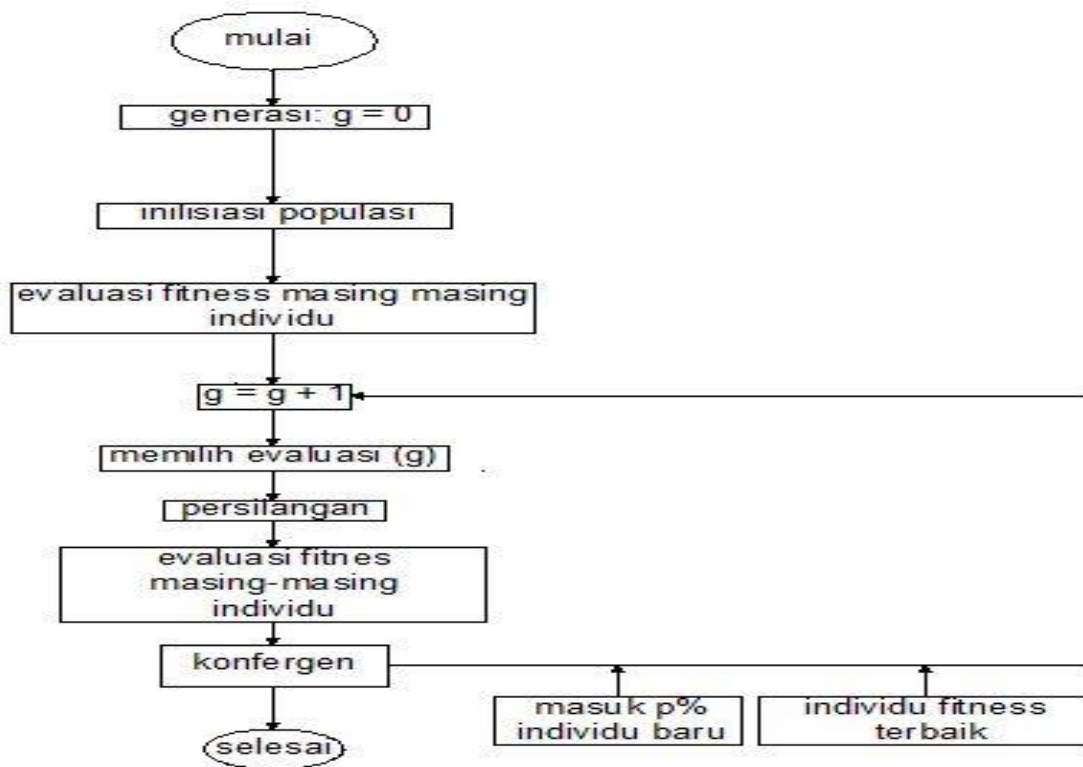 mulai
generasi: g = 0
inilisiasi populasi
evaluasi fitness masing masing
individu
g = g + 1
memilih evaluasi (g)
persilangan
evaluasi fitnes
masing-masing
individu
konfergen
masuk p%
individu baru
individu fitness
terbaik
selesai